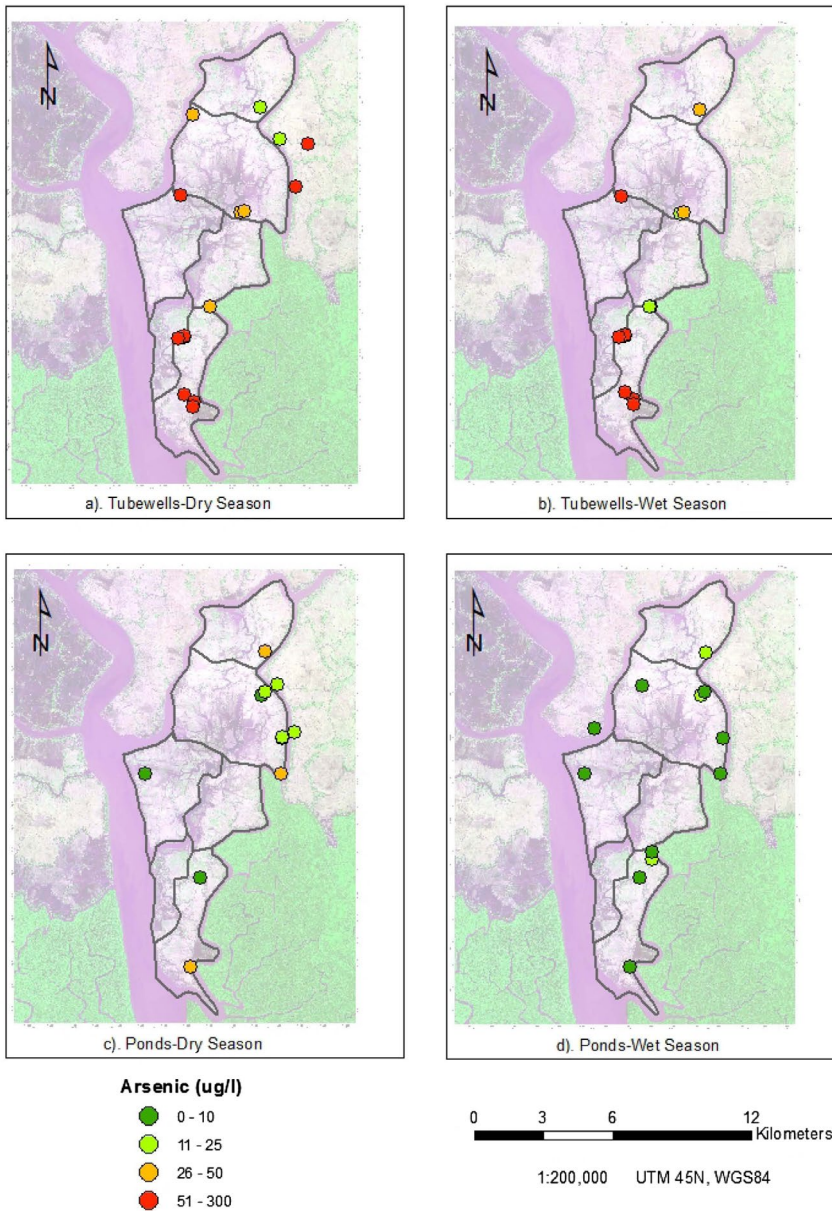 N
N
a). Tubewells-Dry Season
b). Tubewells-Wet Season
N
N
c). Ponds-Dry Season
d). Ponds-Wet Season
Arsenic (ug/l)
0 - 10
11 - 25
26 - 50
51 - 300
0 3 6 12
Kilometers
1:200,000 UTM 45N, WGS84